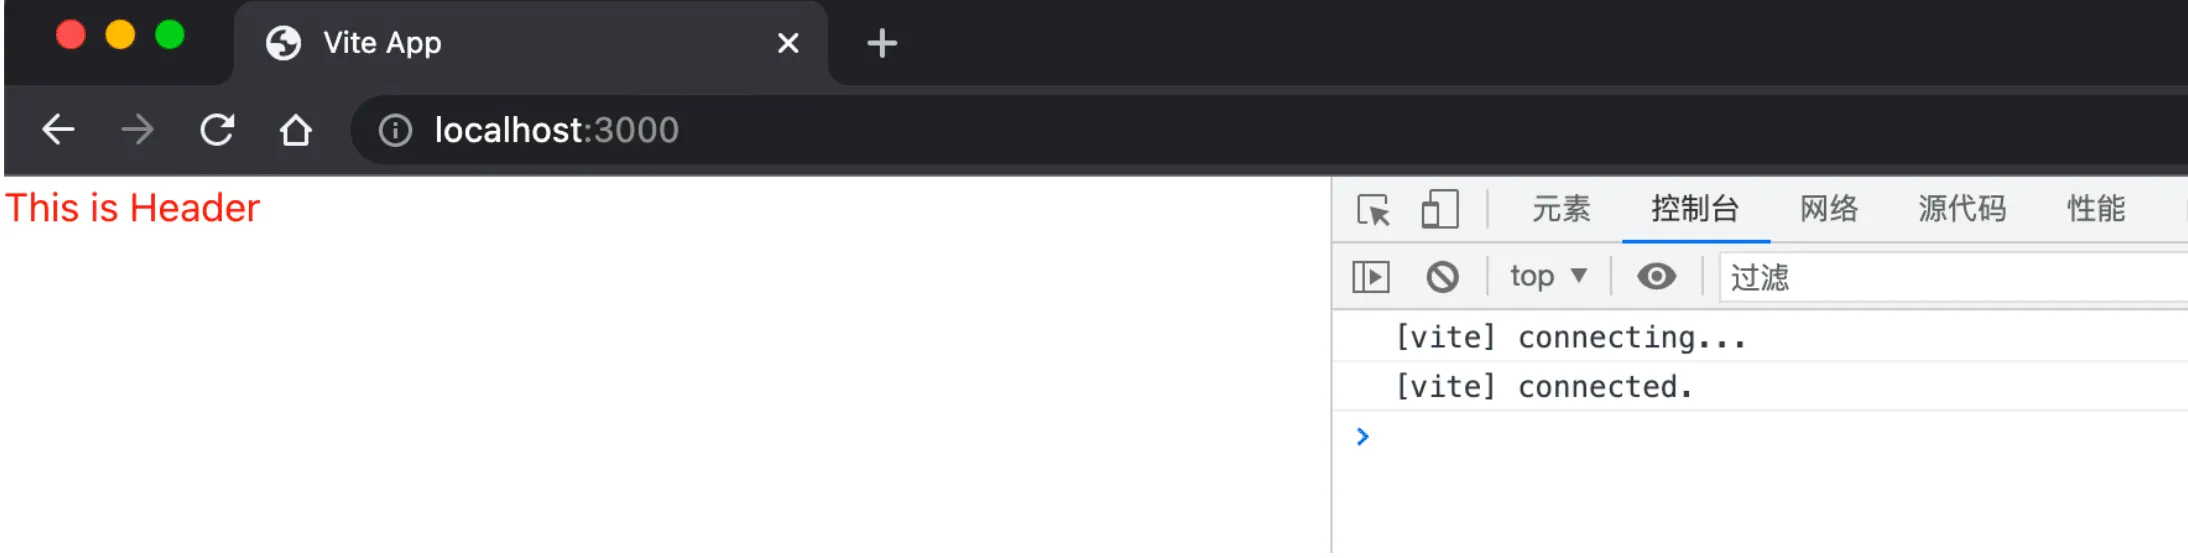 Vite App
localhost:3000
This is Header
元素 控制台 网络 源代码 性能
top 过滤
[vite] connecting...
[vite] connected.